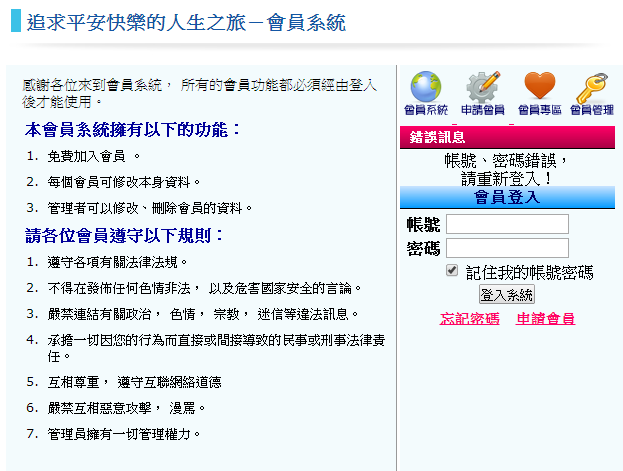 追求平安快樂的人生之旅－會員系統
感謝各位來到會員系統， 所有的會員功能都必須經由登入
後才能使用。
本會員系統擁有以下的功能：
1. 免費加入會員 。
2. 每個會員可修改本身資料。
3. 管理者可以修改、刪除會員的資料。
請各位會員遵守以下規則：
1. 遵守各項有關法律法規。
2. 不得在發佈任何色情非法， 以及危害國家安全的言論。
3. 嚴禁連結有關政治， 色情， 宗教， 迷信等違法訊息。
4. 承擔一切因您的行為而直接或間接導致的民事或刑事法律責
任。
5. 互相尊重， 遵守互聯網絡道德
6. 嚴禁互相惡意攻擊， 漫罵。
7. 管理員擁有一切管理權力。
會員系統 申請會員 會員專區 會員管理
錯誤訊息
帳號、密碼錯誤，
請重新登入！
會員登入
帳號
密碼
記住我的帳號密碼
登入系統
忘記密碼 申請會員